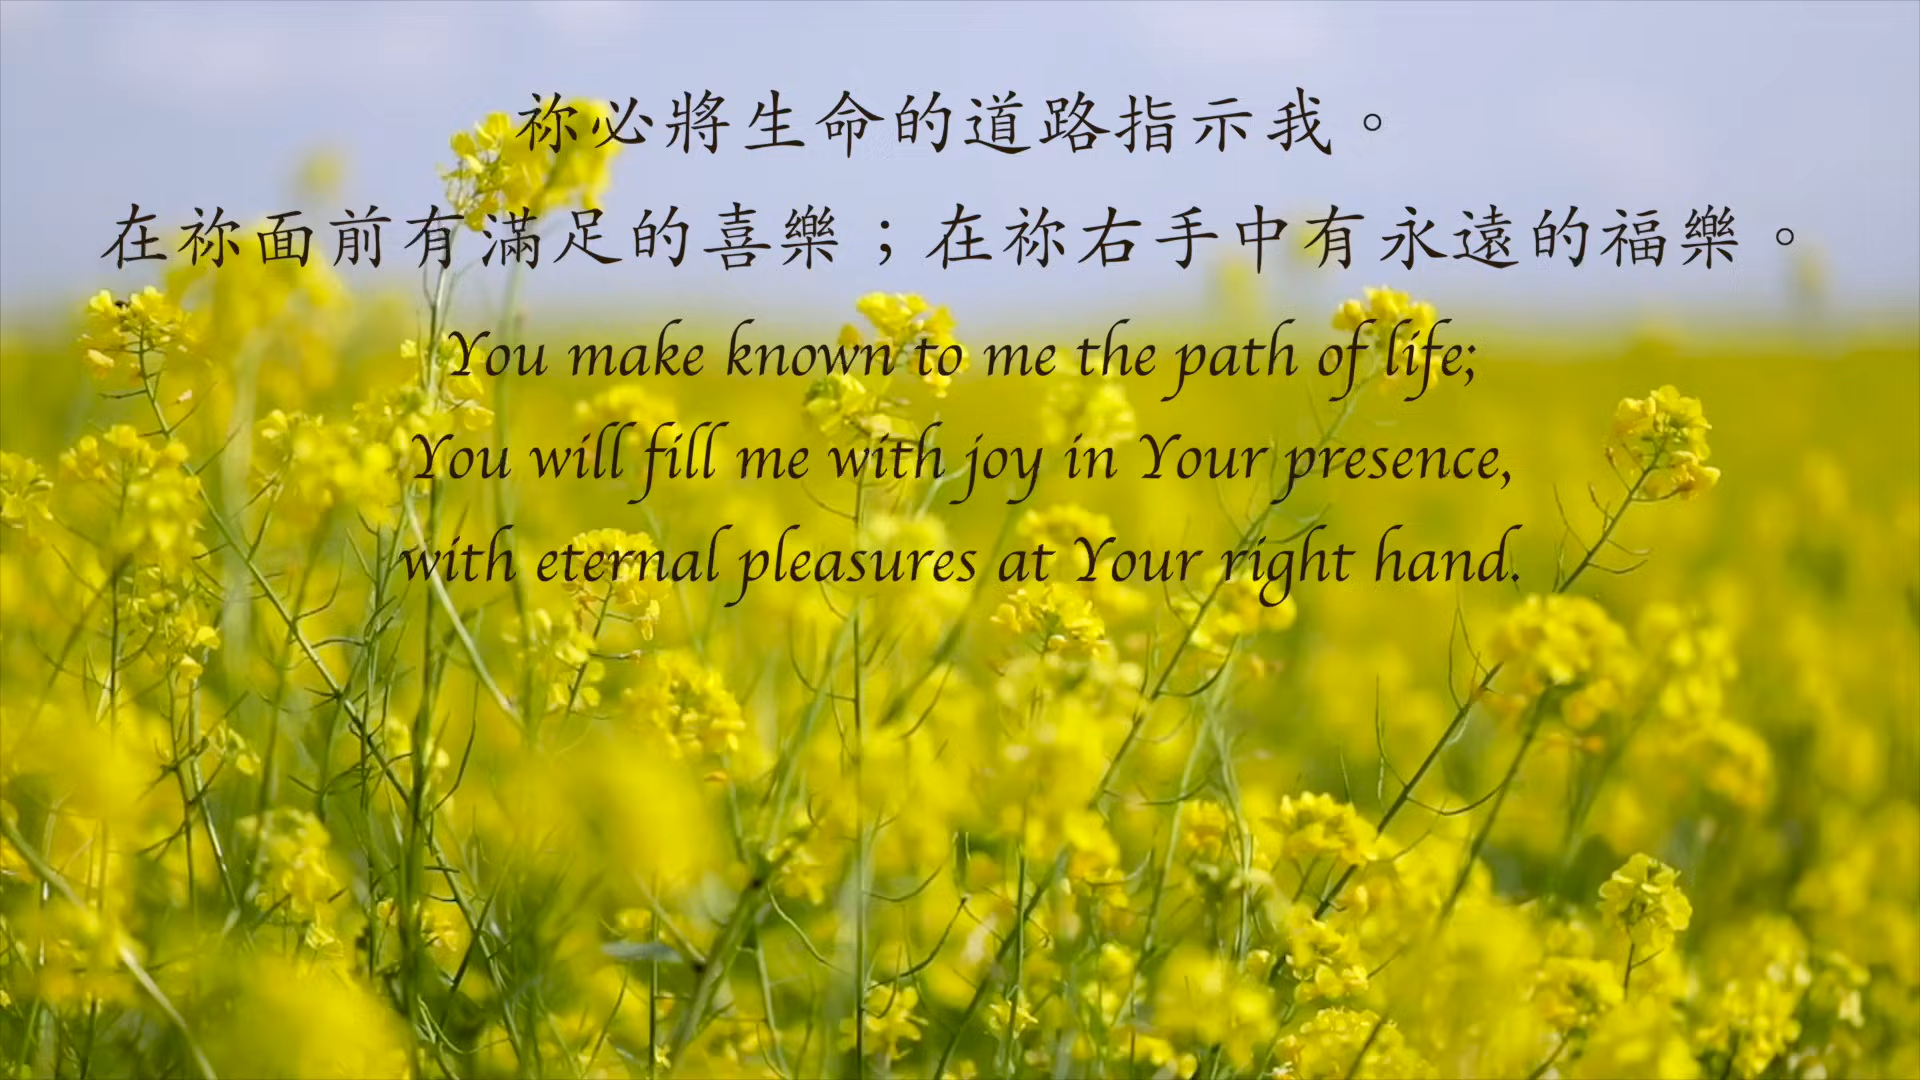 祢必將生命的道路指示我。
在祢面前有滿足的喜樂；在祢右手中有永遠的福樂。
You make known to me the path of life;
You will fill me with joy in Your presence,
with eternal pleasures at Your right hand.